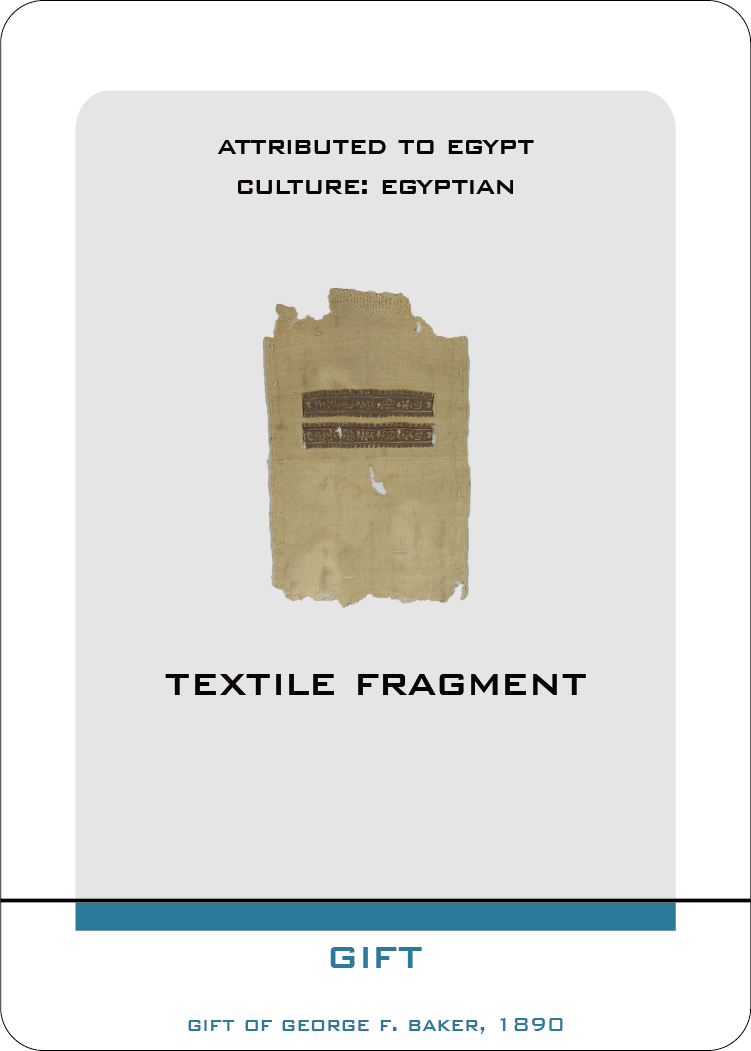 ATTRIBUTED TO EGYPT
CULTURE: EGYPTIAN
TEXTILE FRAGMENT
GIFT
GIFT OF GEORGE F. BAKER, 1890